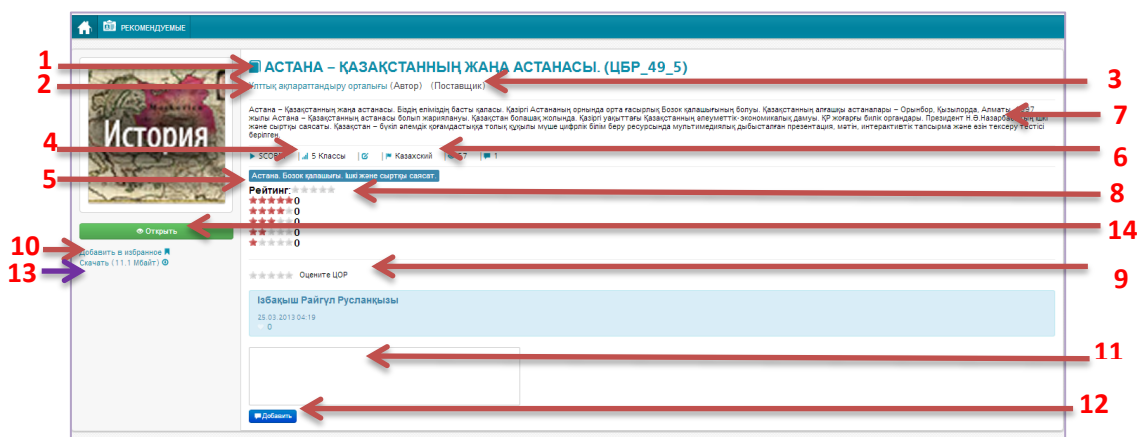 РЕКОМЕНДУЕМЫЕ
1
АСТАНА – ҚАЗАҚСТАННЫҢ ЖАҢА АСТАНАСЫ. (ЦБР_49_5)
2
Ұлттық ақпараттандыру орталығы (Автор) (Поставщик)
3
История
Астана – Қазақстанның жаңа астанасы. Біздің еліміздің басты қаласы. Қазіргі Астананың орнында орта ғасырлық Бозок қалашығының болуы. Қазақстанның алғашқы астаналары – Орынбор, Қызылорда, Алматы.
7
жылы Астана – Қазақстанның жаңа астанасы болып жариялануы. Қазақстан болашақ жолында. Қазіргі уақыттағы Қазақстанның әлеуметтік-экономикалық дамуы. ҚР жоғарғы билік органдары. Президент Н.Ә.Назарбаевтың ішкі
және сыртқы саясаты. Қазақстан – бүкіл әлемдік қоғамдастыққа толық құқылы мүше цифрлік білім беру ресурсында мультимедиялық дыбысталған презентация, мәтін, интерактивтік тапсырма және өзін тексеру тестісі
берілген.
4
5 Классы Казахский 1
6
5
Астана. Бозок қалашығы. Ішкі және сыртқы саясат.
Рейтинг:
8
0
0
0
0
0
Открыть
14
10
Добавить в избранное
13
Скачать (11.1 Мбайт)
Оцените ЦОР
9
Ізбақыш Райгүл Русланқызы
25.03.2013 04:19
0
11
Добавить
12